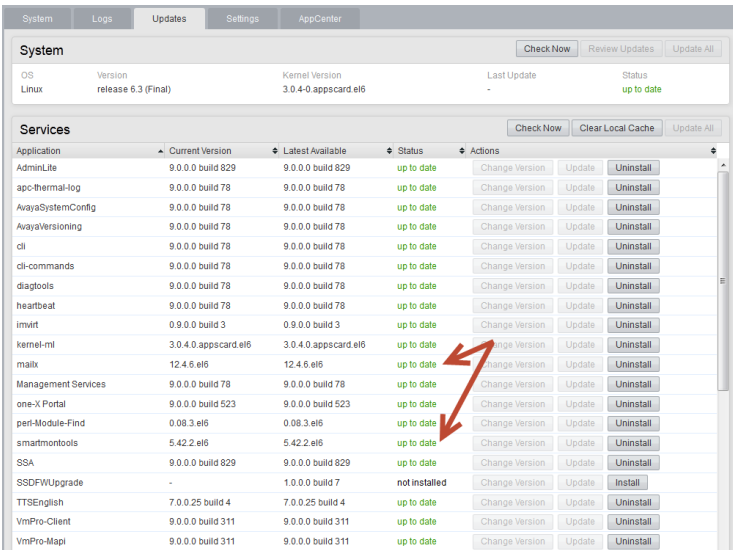 System Logs Updates Settings AppCenter
System Check Now Review Updates Update All
OS Version Kernel Version Last Update Status
Linux release 6.3 (Final) 3.0.4-0.appscard.el6 - up to date
Services Check Now Clear Local Cache Update All
Application Current Version Latest Available Status Actions
AdminLite 9.0.0.0 build 829 9.0.0.0 build 829 up to date Change Version Update Uninstall
apc-thermal-log 9.0.0.0 build 78 9.0.0.0 build 78 up to date Change Version Update Uninstall
AvayaSystemConfig 9.0.0.0 build 78 9.0.0.0 build 78 up to date Change Version Update Uninstall
AvayaVersioning 9.0.0.0 build 78 9.0.0.0 build 78 up to date Change Version Update Uninstall
cli 9.0.0.0 build 78 9.0.0.0 build 78 up to date Change Version Update Uninstall
cli-commands 9.0.0.0 build 78 9.0.0.0 build 78 up to date Change Version Update Uninstall
diagtools 9.0.0.0 build 78 9.0.0.0 build 78 up to date Change Version Update Uninstall
heartbeat 9.0.0.0 build 78 9.0.0.0 build 78 up to date Change Version Update Uninstall
imvirt 0.9.0.0 build 3 0.9.0.0 build 3 up to date Change Version Update Uninstall
kernel-ml 3.0.4.0.appscard.el6 3.0.4.0.appscard.el6 up to date Change Version Update Uninstall
mailx 12.4.6.el6 12.4.6.el6 up to date Change Version Update Uninstall
Management Services 9.0.0.0 build 78 9.0.0.0 build 78 up to date Change Version Update Uninstall
one-X Portal 9.0.0.0 build 523 9.0.0.0 build 523 up to date Change Version Update Uninstall
perl-Module-Find 0.08.3.el6 0.08.3.el6 up to date Change Version Update Uninstall
smartmontools 5.42.2.el6 5.42.2.el6 up to date Change Version Update Uninstall
SSA 9.0.0.0 build 829 9.0.0.0 build 829 up to date Change Version Update Uninstall
SSDFWUpgrade - 1.0.0.0 build 7 not installed Change Version Update Install
TTSEnglish 7.0.0.25 build 4 7.0.0.25 build 4 up to date Change Version Update Uninstall
VmPro-Client 9.0.0.0 build 311 9.0.0.0 build 311 up to date Change Version Update Uninstall
VmPro-Mapi 9.0.0.0 build 311 9.0.0.0 build 311 up to date Change Version Update Uninstall